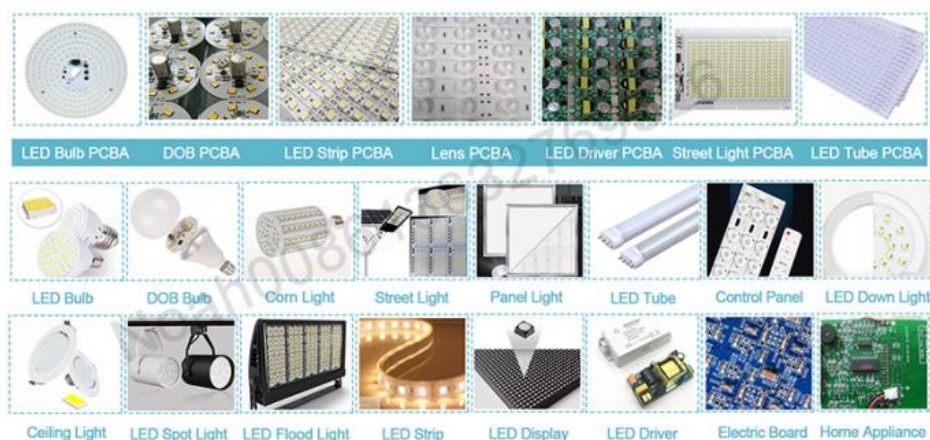 LED Bulb PCBA DOB PCBA LED Strip PCBA Lens PCBA LED Driver PCBA Street Light PCBA LED Tube PCBA
LED Bulb DOB Bulb Corn Light Street Light Panel Light LED Tube Control Panel LED Down Light
Ceiling Light LED Spot Light LED Flood Light LED Strip LED Display LED Driver Electric Board Home Appliance